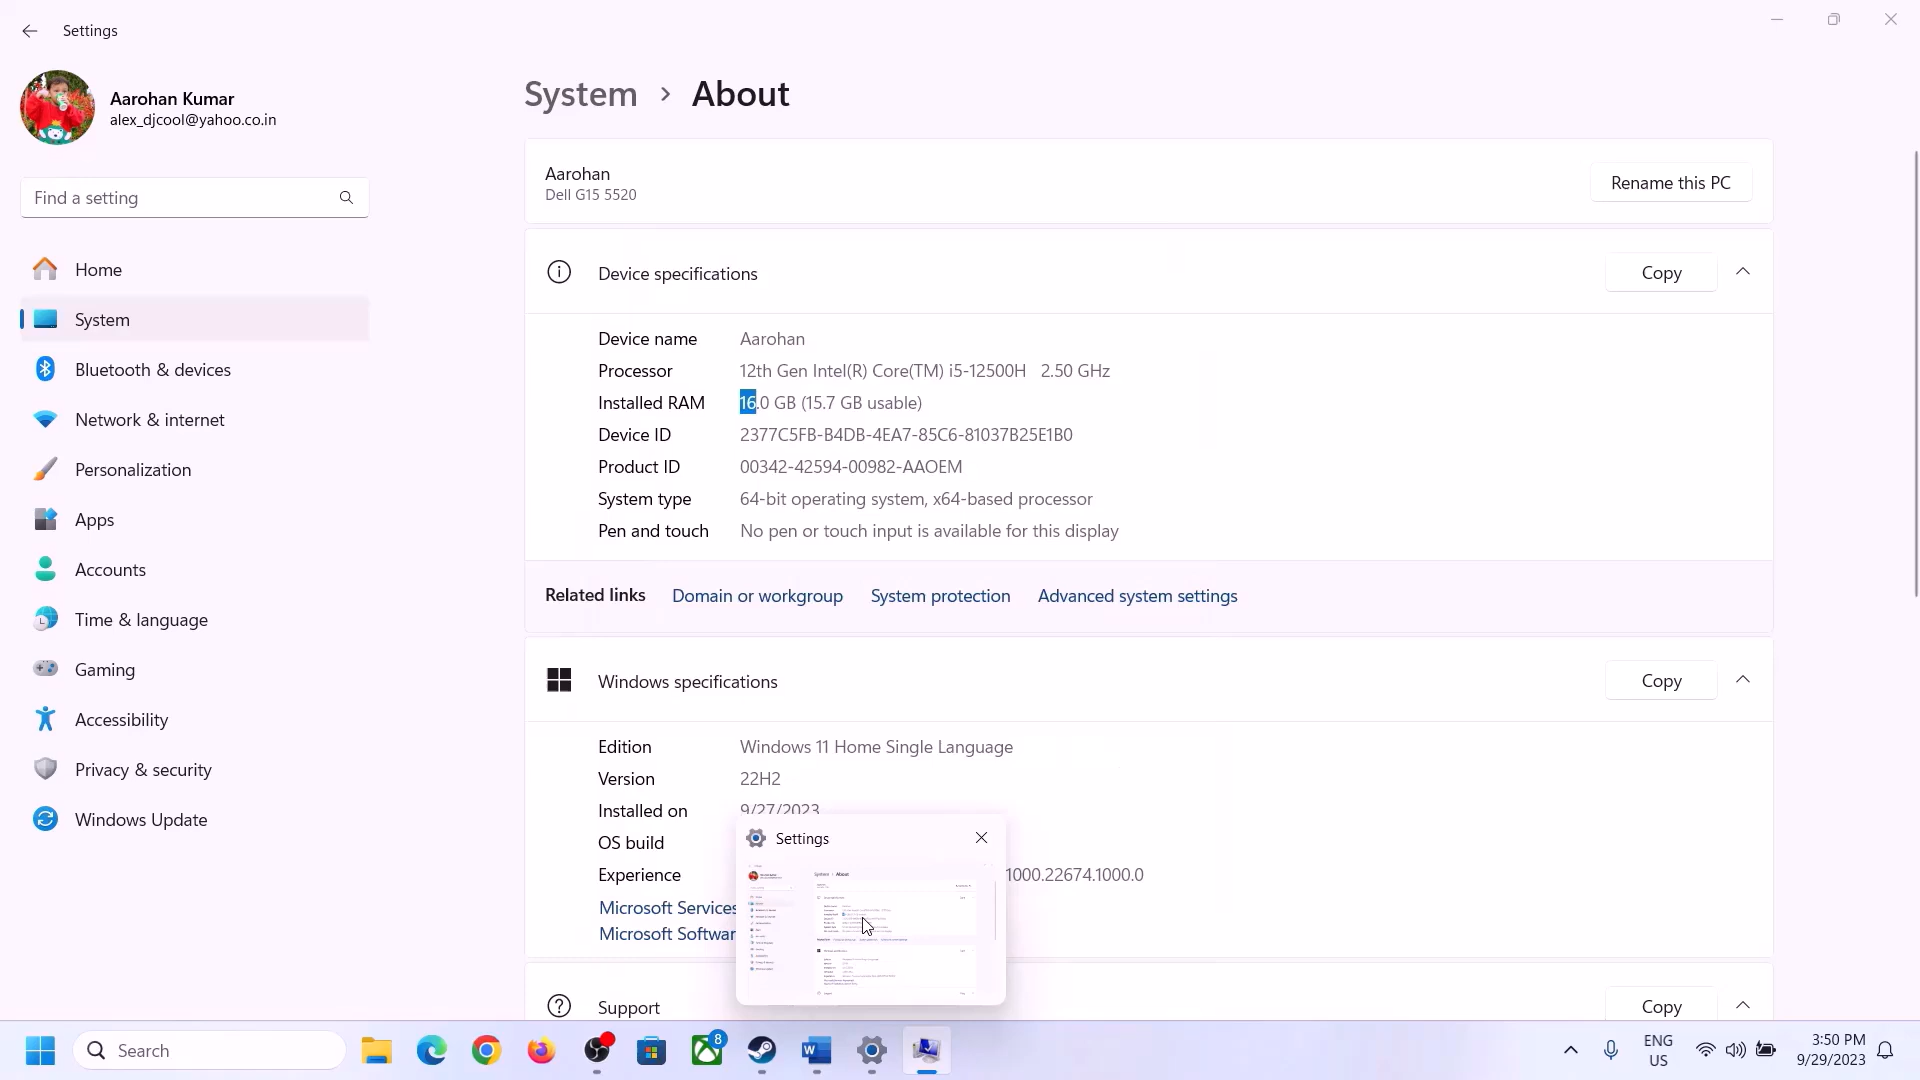 Settings
Aarohan Kumar
alex_djcool@yahoo.co.in
Find a setting
Home
System
Bluetooth & devices
Network & internet
Personalization
Apps
Accounts
Time & language
Gaming
Accessibility
Privacy & security
Windows Update
System > About
Aarohan
Dell G15 5520
Rename this PC
Device specifications
Copy
Device name Aarohan
Processor 12th Gen Intel(R) Core(TM) i5-12500H 2.50 GHz
Installed RAM 16.0 GB (15.7 GB usable)
Device ID 2377C5FB-B4DB-4EA7-85C6-81037B25E1B0
Product ID 00342-42594-00982-AAOEM
System type 64-bit operating system, x64-based processor
Pen and touch No pen or touch input is available for this display
Related links Domain or workgroup System protection Advanced system settings
Windows specifications
Copy
Edition Windows 11 Home Single Language
Version 22H2
Installed on 9/27/2023
OS build
Experience 1000.22674.1000.0
Microsoft Services
Microsoft Softwar
Settings
System > About
Support
Copy
Search
8
ENG
US
3:50 PM
9/29/2023